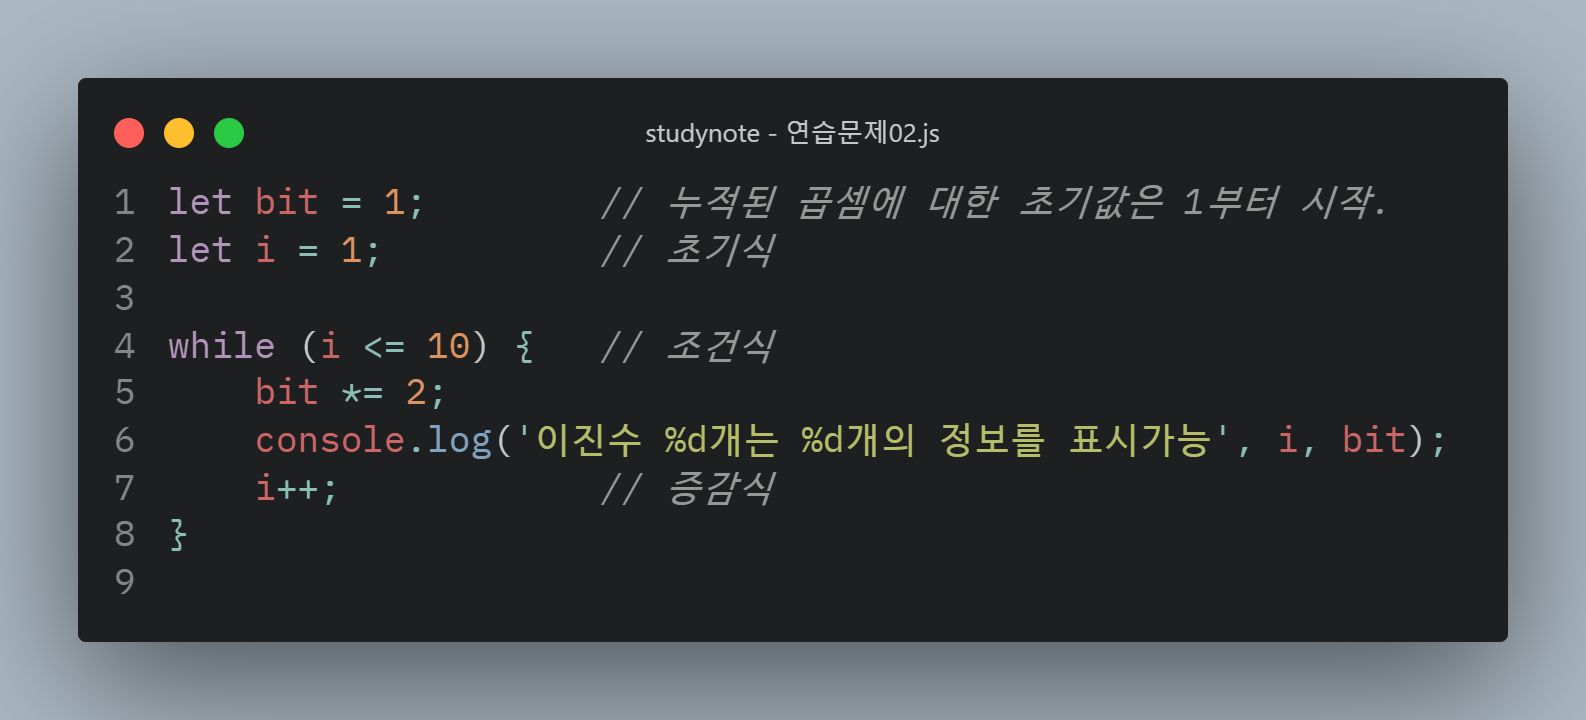 studynote - 연습문제02.js
1 let bit = 1;        // 누적된 곱셈에 대한 초기값은 1부터 시작.
2 let i = 1;          // 초기식
3
4 while (i <= 10) {   // 조건식
5     bit *= 2;
6     console.log('이진수 %d개는 %d개의 정보를 표시가능', i, bit);
7     i++;            // 증감식
8 }
9